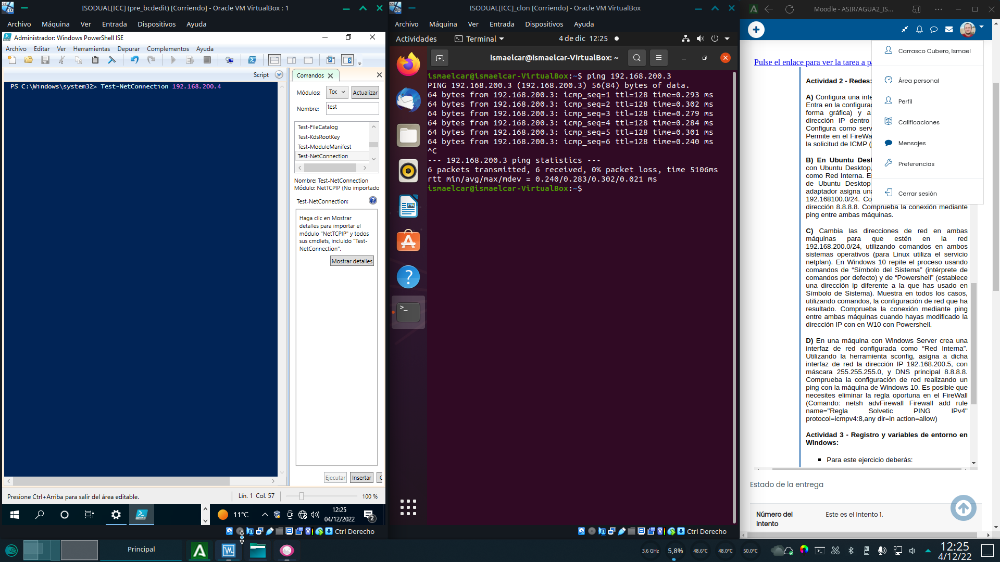 ISODUAL[ICC] (pre_bcdedit) [Corriendo] - Oracle VM VirtualBox : 1
Archivo Máquina Ver Entrada Dispositivos Ayuda
Administrador: Windows PowerShell ISE
Archivo Editar Ver Herramientas Depurar Complementos Ayuda
Script
PS C:\Windows\system32> Test-NetConnection 192.168.200.4
Comandos
Módulos:
Actualizar
Nombre:
test
Test-FileCatalog
Test-KdsRootKey
Test-ModuleManifest
Test-NetConnection
Nombre: Test-NetConnection
Módulo: NetTCPIP (No importado
Test-NetConnection:
Haga clic en Mostrar
detalles para importar el
módulo "NetTCPIP" y todos
sus cmdlets, incluido "Test-
NetConnection".
Mostrar detalles
Ejecutar Insertar
Presione Ctrl+Arriba para salir del área editable.
Lín. 1 Col. 57
100 %
11°C
12:25
04/12/2022
2
Ctrl Derecho
ISODUAL[ICC]_clon [Corriendo] - Oracle VM VirtualBox
Archivo Máquina Ver Entrada Dispositivos Ayuda
Actividades Terminal 4 de dic 12:25
ismaelcar@ismaelcar-VirtualBox: ~
ismaelcar@ismaelcar-VirtualBox:~$ ping 192.168.200.3
PING 192.168.200.3 (192.168.200.3) 56(84) bytes of data.
64 bytes from 192.168.200.3: icmp_seq=1 ttl=128 time=0.293 ms
64 bytes from 192.168.200.3: icmp_seq=2 ttl=128 time=0.302 ms
64 bytes from 192.168.200.3: icmp_seq=3 ttl=128 time=0.279 ms
64 bytes from 192.168.200.3: icmp_seq=4 ttl=128 time=0.284 ms
64 bytes from 192.168.200.3: icmp_seq=5 ttl=128 time=0.301 ms
64 bytes from 192.168.200.3: icmp_seq=6 ttl=128 time=0.240 ms
^C
--- 192.168.200.3 ping statistics ---
6 packets transmitted, 6 received, 0% packet loss, time 5106ms
rtt min/avg/max/mdev = 0.240/0.283/0.302/0.021 ms
ismaelcar@ismaelcar-VirtualBox:~$
Ctrl Derecho
Moodle - ASIR/AGUA2_IS...
Carrasco Cubero, Ismael
Área personal
Perfil
Calificaciones
Mensajes
Preferencias
Cerrar sesión
Pulse el enlace para ver la tarea a pa
Actividad 2 - Redes:
A) Configura una inte
Entra en la configurac
forma gráfica) y a
dirección IP dentro
Configura como serv
Permite en el FireWa
la solicitud de ICMP (
B) En Ubuntu Desk
con Ubuntu Desktop,
como Red Interna. E
de Ubuntu Desktop
adaptador asigna una
192.168100.0/24. Co
dirección 8.8.8.8. Comprueba la conexión mediante
ping entre ambas máquinas.
C) Cambia las direcciones de red en ambas
máquinas para que estén en la red
192.168.200.0/24, utilizando comandos en ambos
sistemas operativos (para Linux utiliza el servicio
netplan). En Windows 10 repite el proceso usando
comandos de “Símbolo del Sistema” (intérprete de
comandos por defecto) y de “Powershell” (establece
una dirección ip diferente a la que has usado en
Símbolo de Sistema). Muestra en todos los casos,
utilizando comandos, la configuración de red que ha
resultado. Comprueba la conexión mediante ping
entre ambas máquinas cuando hayas modificado la
dirección IP con en W10 con Powershell.
D) En una máquina con Windows Server crea una
interfaz de red configurada como “Red Interna”.
Utilizando la herramienta sconfig, asigna a dicha
interfaz de red la dirección IP 192.168.200.5, con
máscara 255.255.255.0, y DNS principal 8.8.8.8.
Comprueba la configuración de red realizando un
ping con la máquina de Windows 10. Es posible que
necesites eliminar la regla oportuna en el FireWall
(Comando: netsh advFirewall Firewall add rule
name="Regla Solvetic PING IPv4"
protocol=icmpv4:8,any dir=in action=allow)
Actividad 3 - Registro y variables de entorno en
Windows:
Para este ejercicio deberás:
Estado de la entrega
Número del
intento
Este es el intento 1.
Principal
3,6 GHz 5,8% 48,6°C 48,0°C 50,0°C
12:25
4/12/22